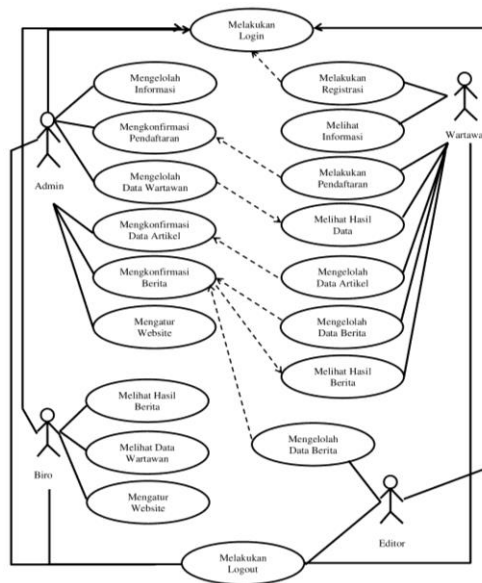 Melakukan
Login
Mengelolah
Informasi
Melakukan
Registrasi
Mengkonfirmasi
Pendaftaran
Melihat
Informasi
Wartawa
Admin
Mengelolah
Data Wartawan
Melakukan
Pendaftaran
Mengkonfirmasi
Data Artikel
Melihat Hasil
Data
Mengkonfirmasi
Berita
Mengelolah
Data Artikel
Mengatur
Website
Mengelolah
Data Berita
Melihat Hasil
Berita
Melihat Hasil
Berita
Melihat Data
Wartawan
Mengelolah
Data Berita
Biro
Mengatur
Website
Editor
Melakukan
Logout